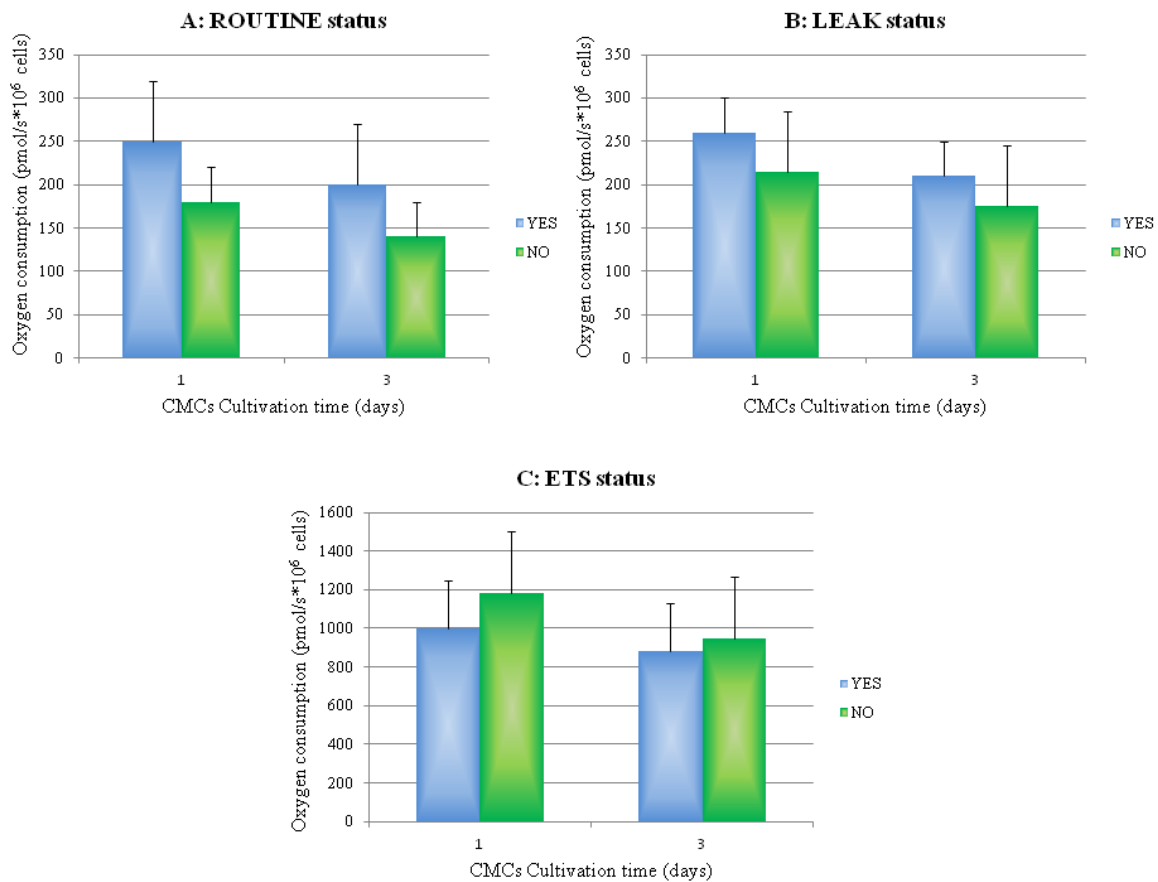 A: ROUTINE status
Oxygen consumption (pmol/s*10⁶ cells)
350
300
250
200
150
100
50
0
1
3
CMCs Cultivation time (days)
YES
NO
B: LEAK status
Oxygen consumption (pmol/s*10⁶ cells)
350
300
250
200
150
100
50
0
1
3
CMCs Cultivation time (days)
YES
NO
C: ETS status
Oxygen consumption (pmol/s*10⁶ cells)
1600
1400
1200
1000
800
600
400
200
0
1
3
CMCs Cultivation time (days)
YES
NO